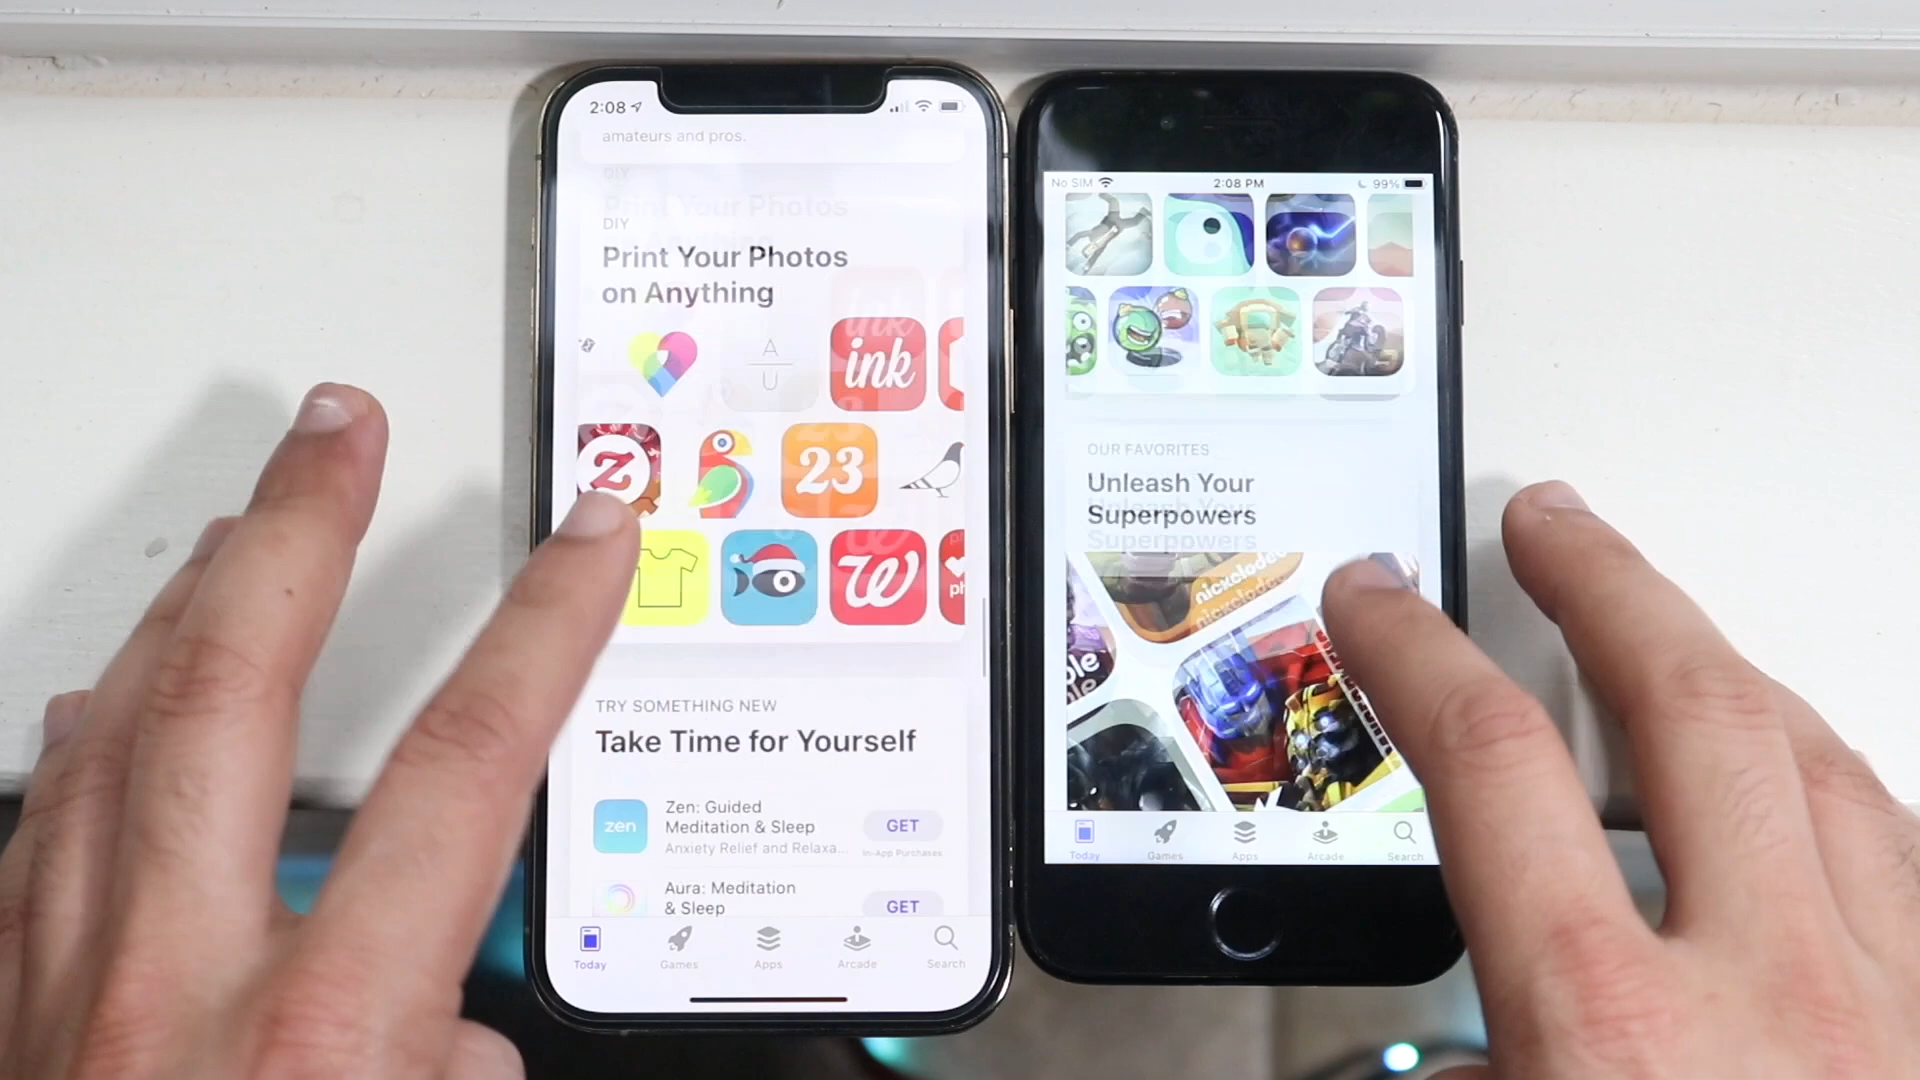 2:08
amateurs and pros.
DIY
Print Your Photos
on Anything
A
U
ink
Z
23
W
ph
TRY SOMETHING NEW
Take Time for Yourself
zen
Zen: Guided
Meditation & Sleep
Anxiety Relief and Relaxa...
GET
In-App Purchases
Aura: Meditation
& Sleep
GET
Today
Games
Apps
Arcade
Search
No SIM
2:08 PM
99%
OUR FAVORITES
Unleash Your
Superpowers
nickelodeo
ple
Today
Games
Apps
Arcade
Search